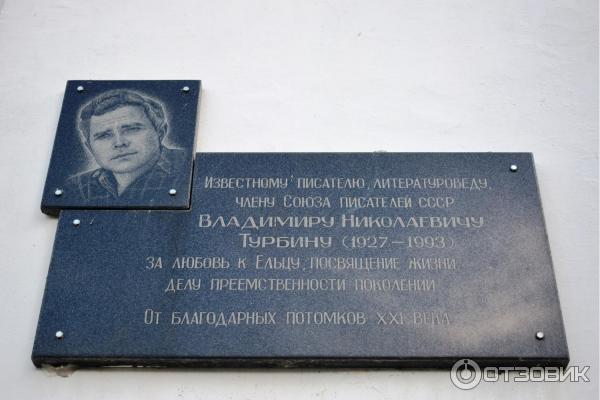 Известному писателю, литературоведу,
члену Союза писателей СССР
Владимиру Николаевичу
Турбину (1927–1993)
за любовь к Ельцу, посвящение жизни
делу преемственности поколений
От благодарных потомков XXI века
ОТЗОВИК